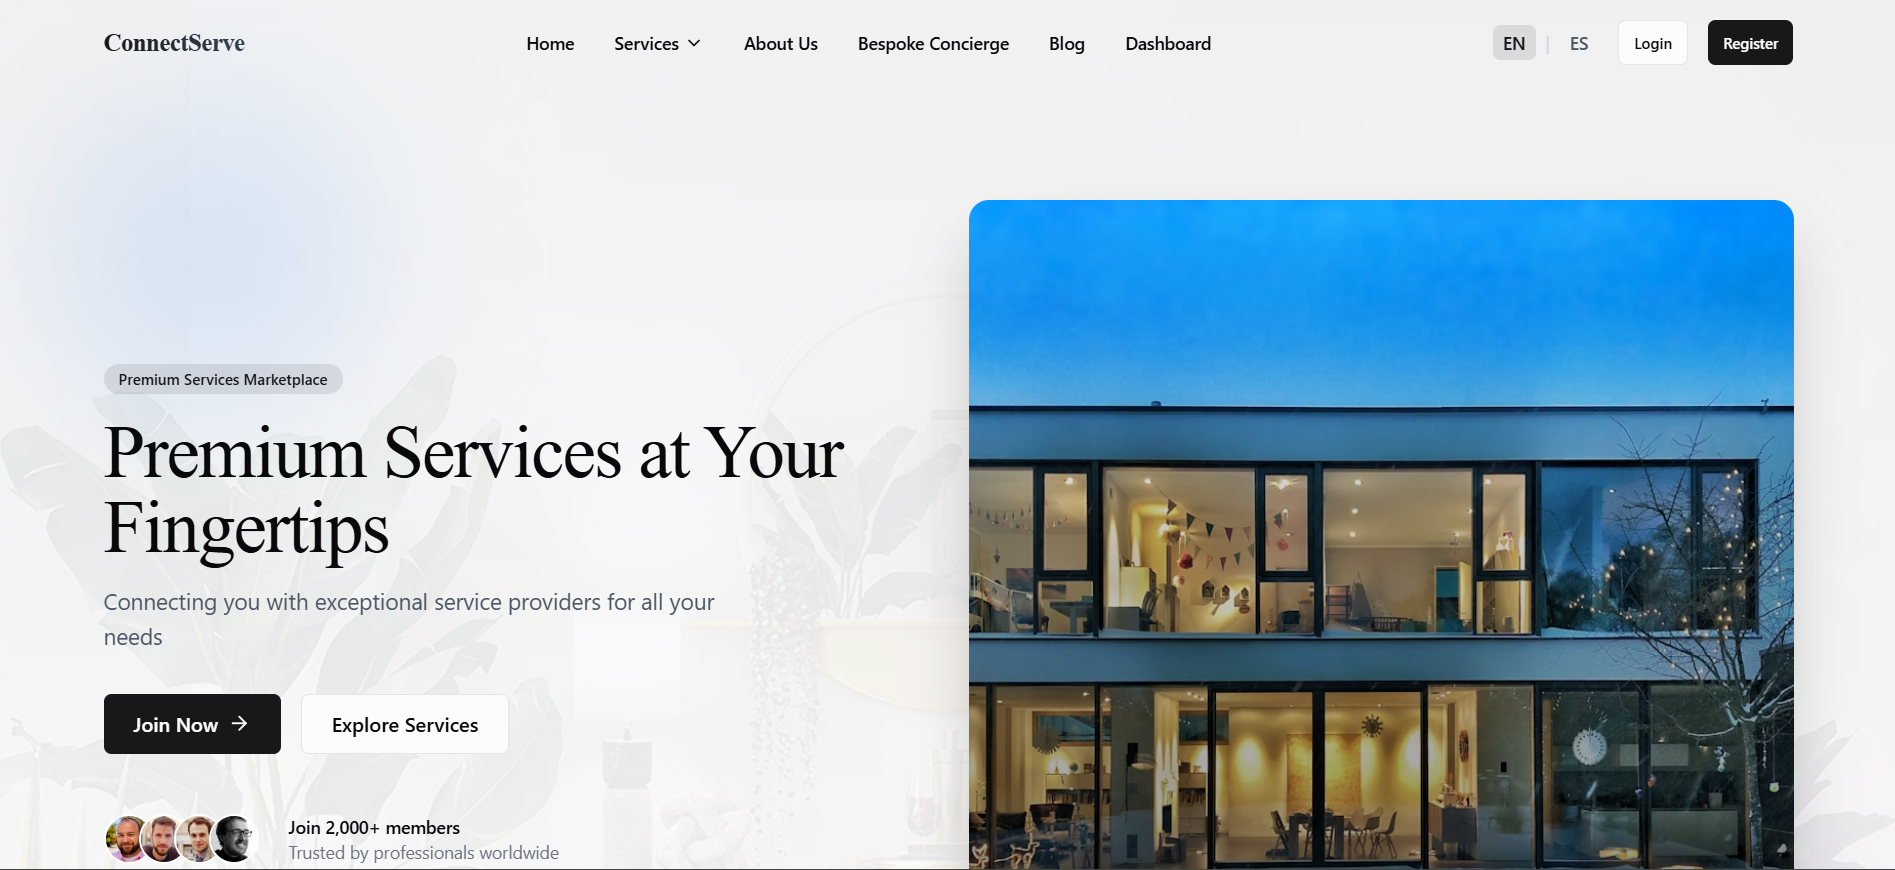 ConnectServe
Home
Services
About Us
Bespoke Concierge
Blog
Dashboard
EN | ES
Login
Register
Premium Services Marketplace
Premium Services at Your
Fingertips
Connecting you with exceptional service providers for all your
needs
Join Now →
Explore Services
Join 2,000+ members
Trusted by professionals worldwide